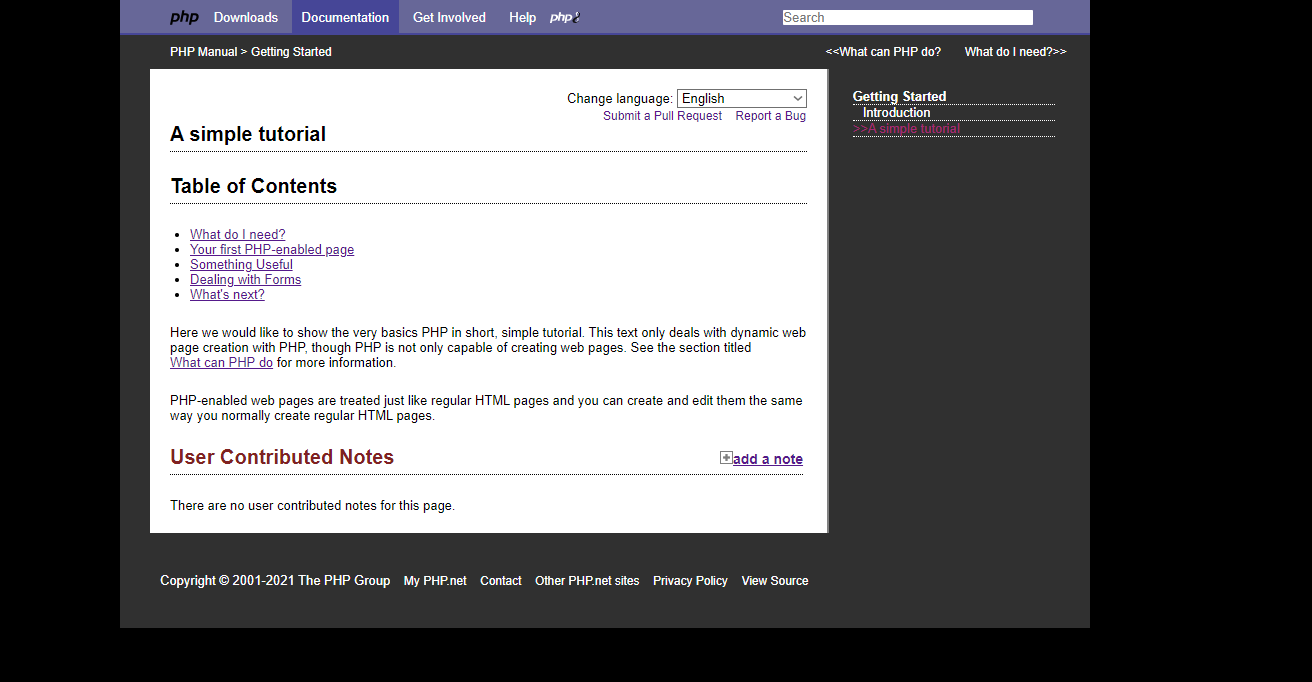 php Downloads Documentation Get Involved Help php8 Search
PHP Manual > Getting Started <<What can PHP do? What do I need?>>
Change language: English
Submit a Pull Request Report a Bug
A simple tutorial
Table of Contents
What do I need?
Your first PHP-enabled page
Something Useful
Dealing with Forms
What's next?
Here we would like to show the very basics PHP in short, simple tutorial. This text only deals with dynamic web
page creation with PHP, though PHP is not only capable of creating web pages. See the section titled
What can PHP do for more information.
PHP-enabled web pages are treated just like regular HTML pages and you can create and edit them the same
way you normally create regular HTML pages.
User Contributed Notes add a note
There are no user contributed notes for this page.
Getting Started
Introduction
>>A simple tutorial
Copyright © 2001-2021 The PHP Group My PHP.net Contact Other PHP.net sites Privacy Policy View Source